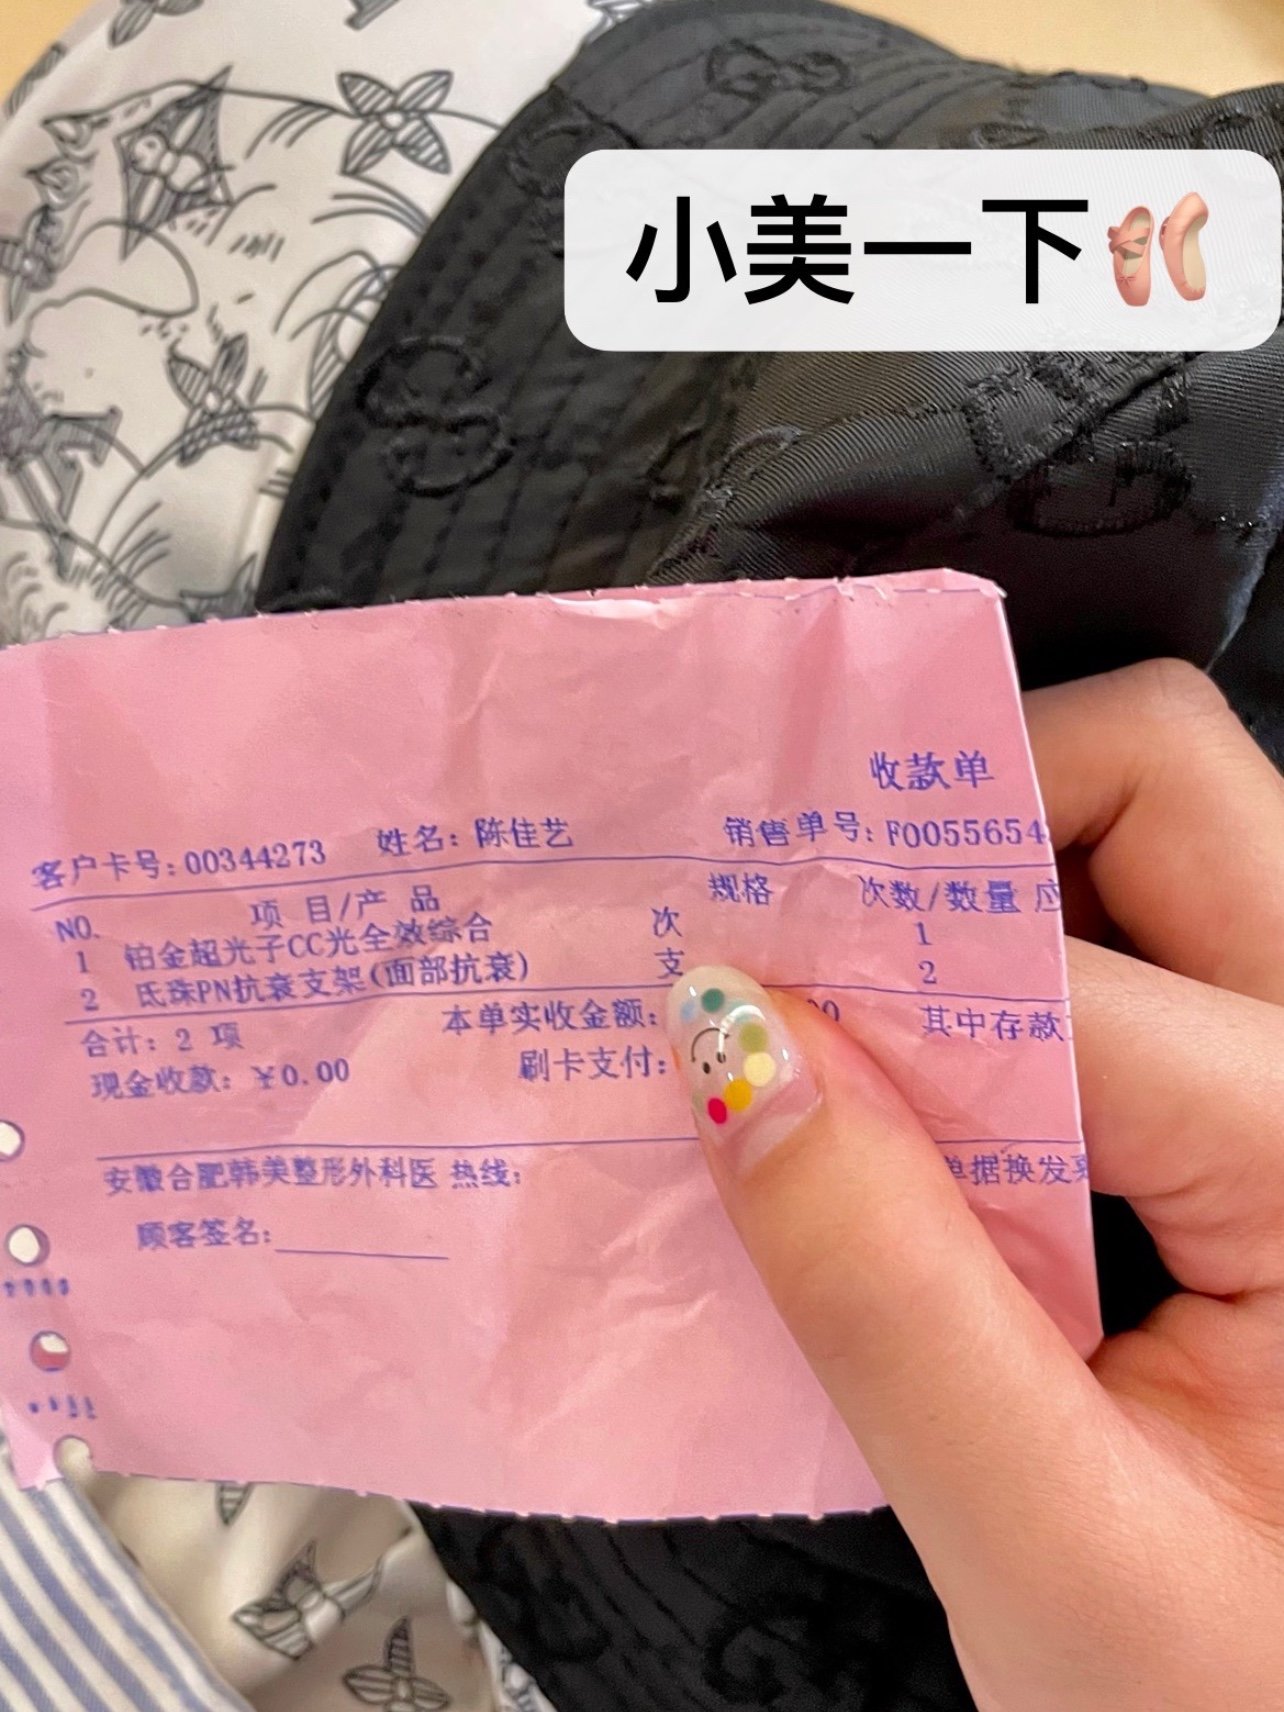 小美一下
收款单
客户卡号:00344273 姓名:陈佳艺 销售单号:F0055654
NO. 项 目/产 品 规格 次数/数量 应
1 铂金超光子CC光全效综合 次 1
2 氏珠PN抗衰支架(面部抗衰) 支 2
合计:2 项 本单实收金额: 00 其中存款
现金收款:￥0.00 刷卡支付:
安徽合肥韩美整形外科医 热线: 单据换发票
顾客签名: